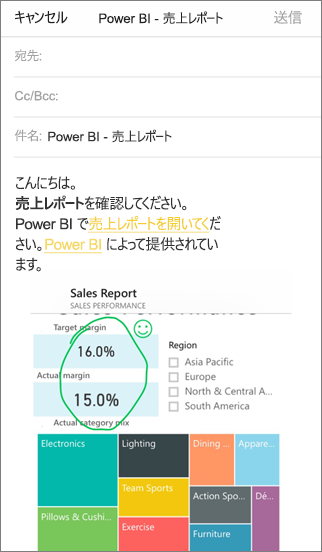 キャンセル Power BI - 売上レポート 送信
宛先:
Cc/Bcc:
件名: Power BI - 売上レポート
こんにちは。
売上レポートを確認してください。
Power BI で売上レポートを開いてくだ
さい。Power BI によって提供されてい
ます。
Sales Report
SALES PERFORMANCE
Target margin
16.0%
Actual margin
15.0%
Actual category mix
Region
Asia Pacific
Europe
North & Central A...
South America
Electronics
Lighting
Dining ...
Appare...
Team Sports
Action Spo...
Dé...
Pillows & Cushi...
Exercise
Furniture